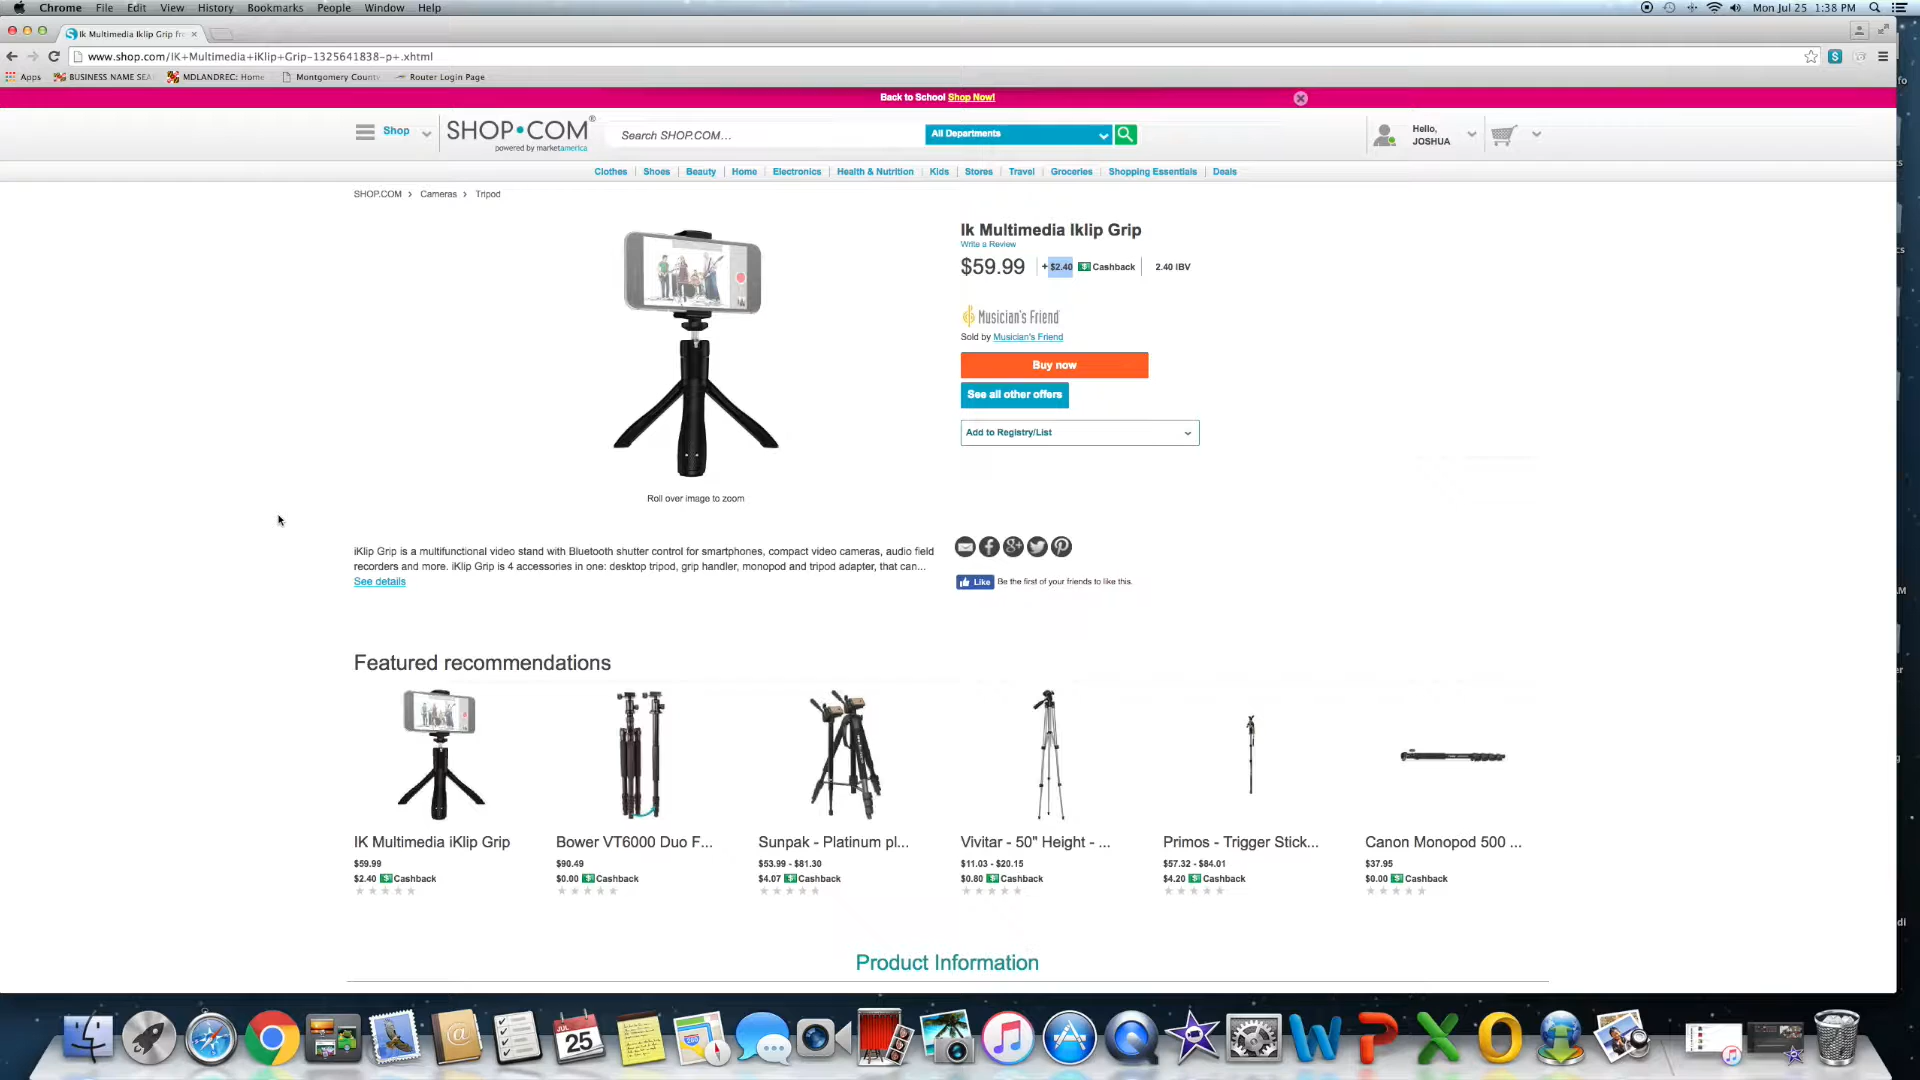 Chrome File Edit View History Bookmarks People Window Help
Mon Jul 25 1:38 PM
Ik Multimedia Iklip Grip fr
www.shop.com/IK+Multimedia+iKlip+Grip-1325641838-p+.xhtml
Apps BUSINESS NAME SEA MDLANDREC: Home Montgomery County Router Login Page
Back to School Shop Now!
Shop
SHOP•COM®
powered by marketamerica
Search SHOP.COM...
All Departments
Hello,
JOSHUA
Clothes Shoes Beauty Home Electronics Health & Nutrition Kids Stores Travel Groceries Shopping Essentials Deals
SHOP.COM > Cameras > Tripod
Ik Multimedia Iklip Grip
Write a Review
$59.99 + $2.40 $ Cashback 2.40 IBV
Musician's Friend
Sold by Musician's Friend
Buy now
See all other offers
Add to Registry/List
Roll over image to zoom
iKlip Grip is a multifunctional video stand with Bluetooth shutter control for smartphones, compact video cameras, audio field
recorders and more. iKlip Grip is 4 accessories in one: desktop tripod, grip handler, monopod and tripod adapter, that can...
See details
Like Be the first of your friends to like this.
Featured recommendations
IK Multimedia iKlip Grip
$59.99
$2.40 $ Cashback
Bower VT6000 Duo F...
$90.49
$0.00 $ Cashback
Sunpak - Platinum pl...
$53.99 - $81.30
$4.07 $ Cashback
Vivitar - 50" Height - ...
$11.03 - $20.15
$0.80 $ Cashback
Primos - Trigger Stick...
$57.32 - $84.01
$4.20 $ Cashback
Canon Monopod 500 ...
$37.95
$0.00 $ Cashback
Product Information
JUL
25